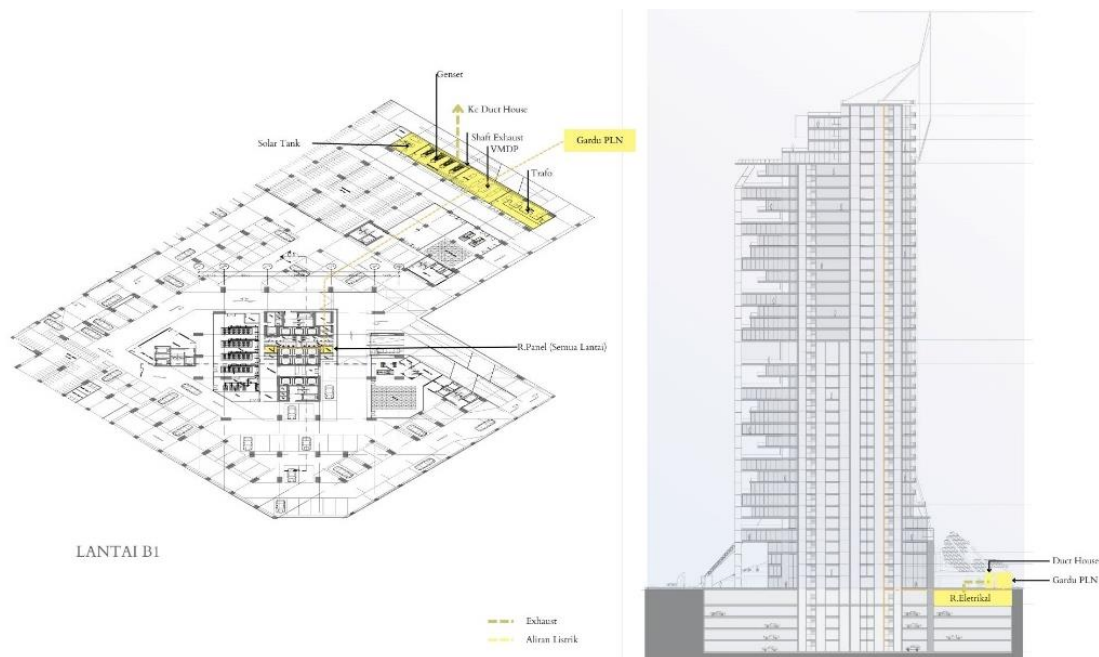 Genset
Ke Duct House
Shaft Exhaust
VMDP
Gardu PLN
Solar Tank
Trafo
R.Panel (Semua Lantai)
LANTAI B1
Exhaust
Aliran Listrik
Duct House
Gardu PLN
R.Eletrikal